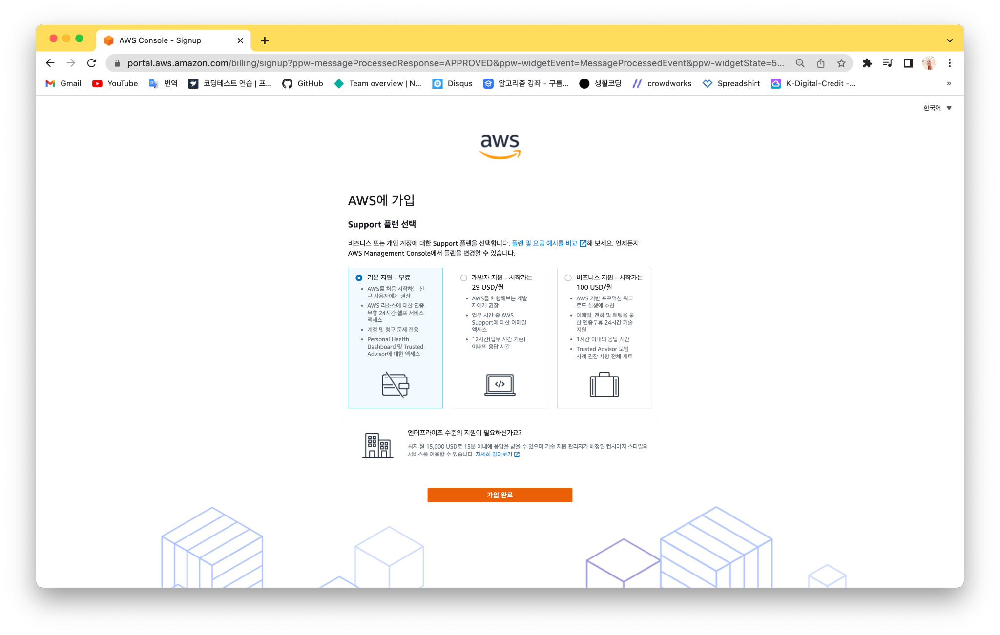 AWS Console - Signup
portal.aws.amazon.com/billing/signup?ppw-messageProcessedResponse=APPROVED&ppw-widgetEvent=MessageProcessedEvent&ppw-widgetState=5...
Gmail YouTube 번역 코딩테스트 연습 | 프... GitHub Team overview | N... Disqus 알고리즘 강좌 - 구름... 생활코딩 crowdworks Spreadshirt K-Digital-Credit -... »
한국어
aws
AWS에 가입
Support 플랜 선택
비즈니스 또는 개인 계정에 대한 Support 플랜을 선택합니다. 플랜 및 요금 예시를 비교 해 보세요. 언제든지
AWS Management Console에서 플랜을 변경할 수 있습니다.
기본 지원 - 무료
• AWS를 처음 시작하는 신
규 사용자에게 권장
• AWS 리소스에 대한 연중
무휴 24시간 셀프 서비스
액세스
• 계정 및 청구 문제 전용
• Personal Health
Dashboard 및 Trusted
Advisor에 대한 액세스
개발자 지원 - 시작가는
29 USD/월
• AWS를 체험해보는 개발
자에게 권장
• 업무 시간 중 AWS
Support에 대한 이메일
액세스
• 12시간(업무 시간 기준)
이내의 응답 시간
</>
비즈니스 지원 - 시작가는
100 USD/월
• AWS 기반 프로덕션 워크
로드 실행에 추천
• 이메일, 전화 및 채팅을 통
한 연중무휴 24시간 기술
지원
• 1시간 이내의 응답 시간
• Trusted Advisor 모범
사례 권장 사항 전체 세트
엔터프라이즈 수준의 지원이 필요하신가요?
최저 월 15,000 USD로 15분 이내에 응답을 받을 수 있으며 기술 지원 관리자가 배정된 컨시어지 스타일의
서비스를 이용할 수 있습니다. 자세히 알아보기
가입 완료